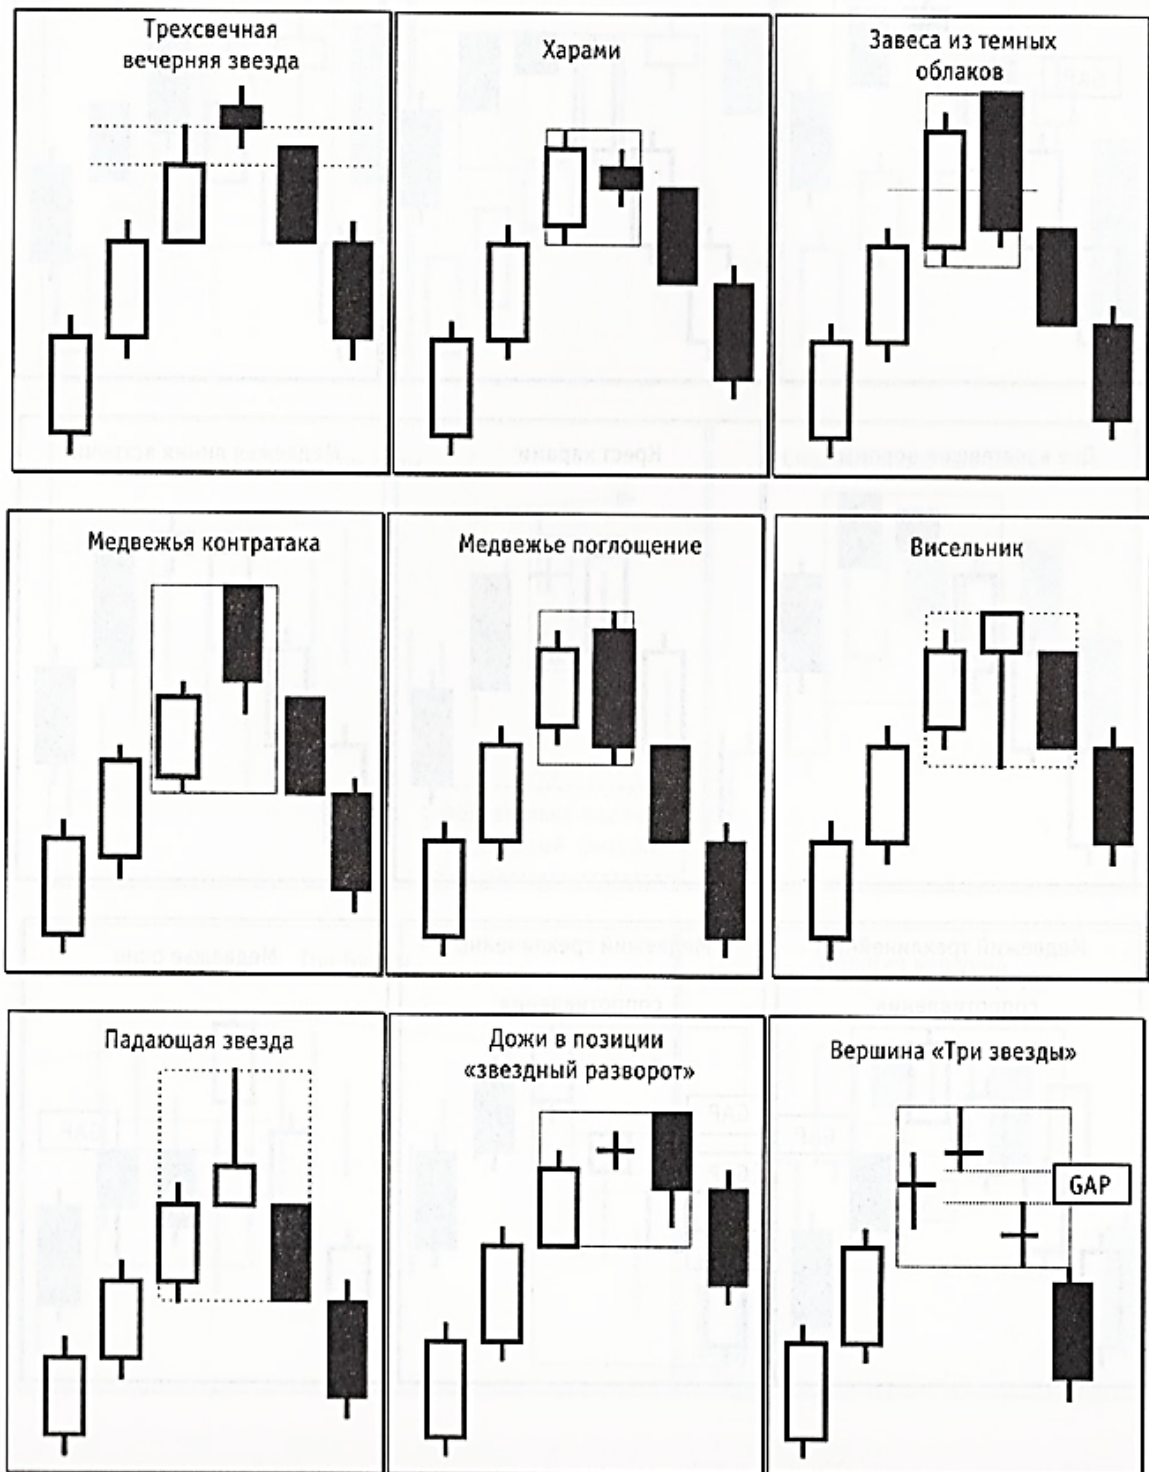 Трехсвечная
вечерняя звезда
Харами
Завеса из темных
облаков
Медвежья контратака
Медвежье поглощение
Висельник
Падающая звезда
Дожи в позиции
«звездный разворот»
Вершина «Три звезды»
GAP